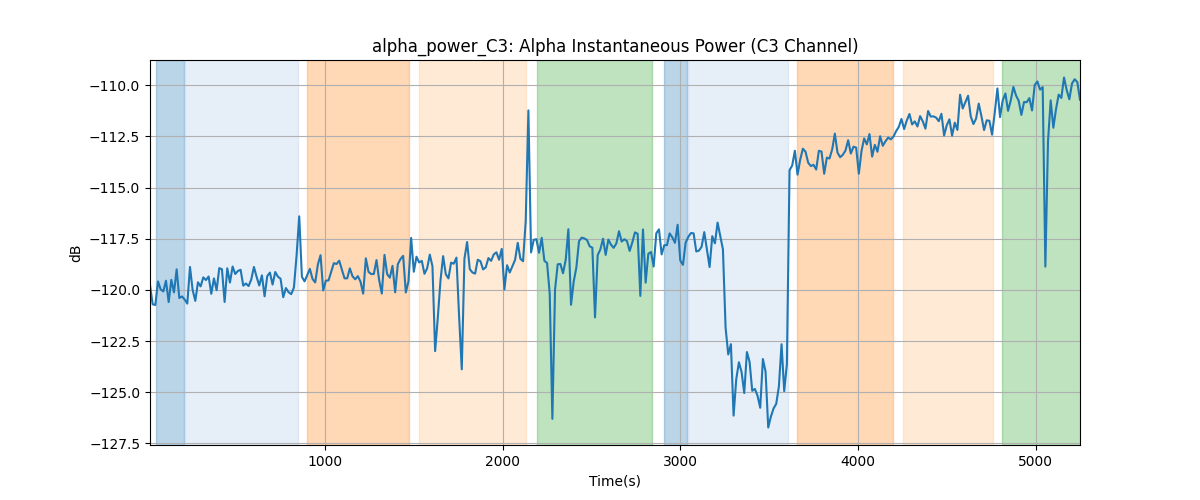 alpha_power_C3: Alpha Instantaneous Power (C3 Channel)
−110.0
−112.5
−115.0
−117.5
−120.0
−122.5
−125.0
−127.5
dB
1000 2000 3000 4000 5000
Time(s)